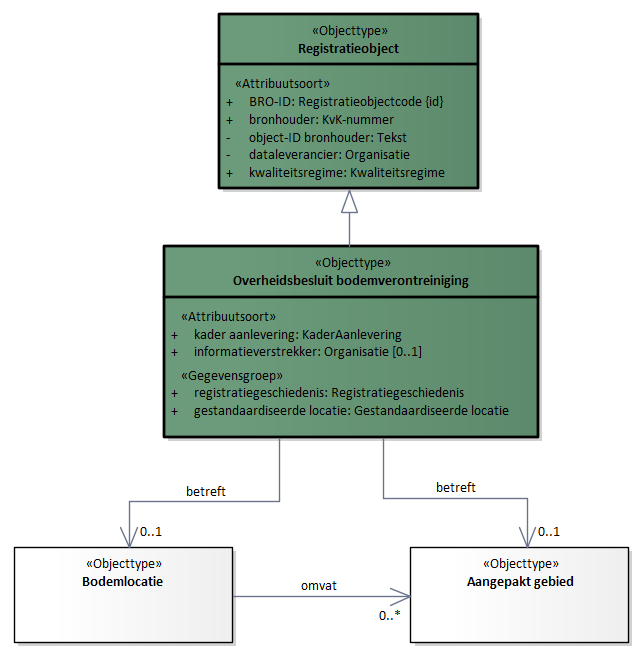 «Objecttype»
Registratieobject
«Attribuutsoort»
+ BRO-ID: Registratieobjectcode {id}
+ bronhouder: KvK-nummer
- object-ID bronhouder: Tekst
- dataleverancier: Organisatie
+ kwaliteitsregime: Kwaliteitsregime
«Objecttype»
Overheidsbesluit bodemverontreiniging
«Attribuutsoort»
+ kader aanlevering: KaderAanlevering
+ informatieverstrekker: Organisatie [0..1]
«Gegevensgroep»
+ registratiegeschiedenis: Registratiegeschiedenis
+ gestandaardiseerde locatie: Gestandaardiseerde locatie
betreft
betreft
0..1
0..1
«Objecttype»
Bodemlocatie
omvat
0..*
«Objecttype»
Aangepakt gebied